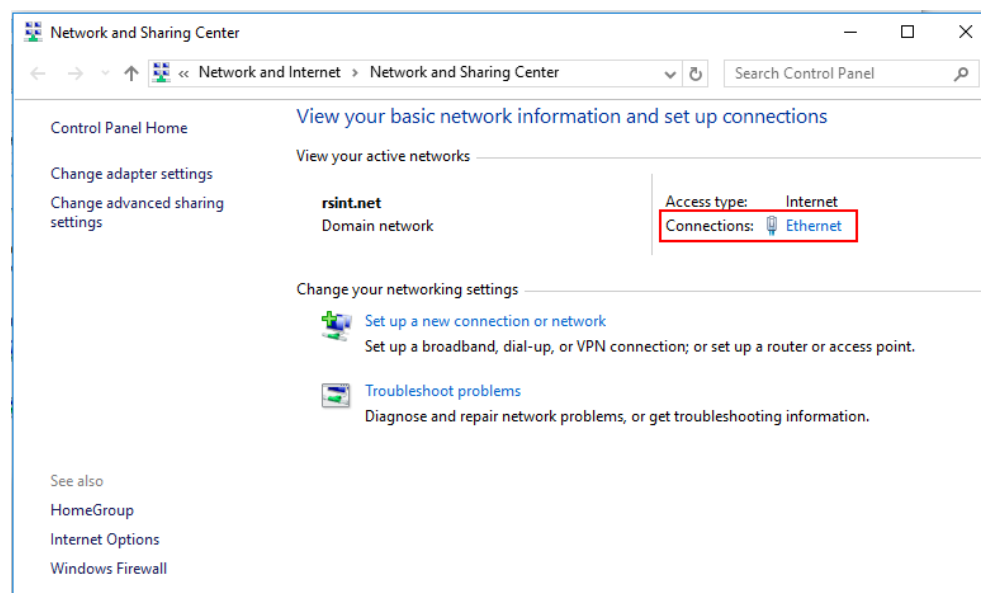 Network and Sharing Center
« Network and Internet > Network and Sharing Center
Search Control Panel
Control Panel Home
Change adapter settings
Change advanced sharing
settings
View your basic network information and set up connections
View your active networks
rsint.net
Domain network
Access type: Internet
Connections: Ethernet
Change your networking settings
Set up a new connection or network
Set up a broadband, dial-up, or VPN connection; or set up a router or access point.
Troubleshoot problems
Diagnose and repair network problems, or get troubleshooting information.
See also
HomeGroup
Internet Options
Windows Firewall